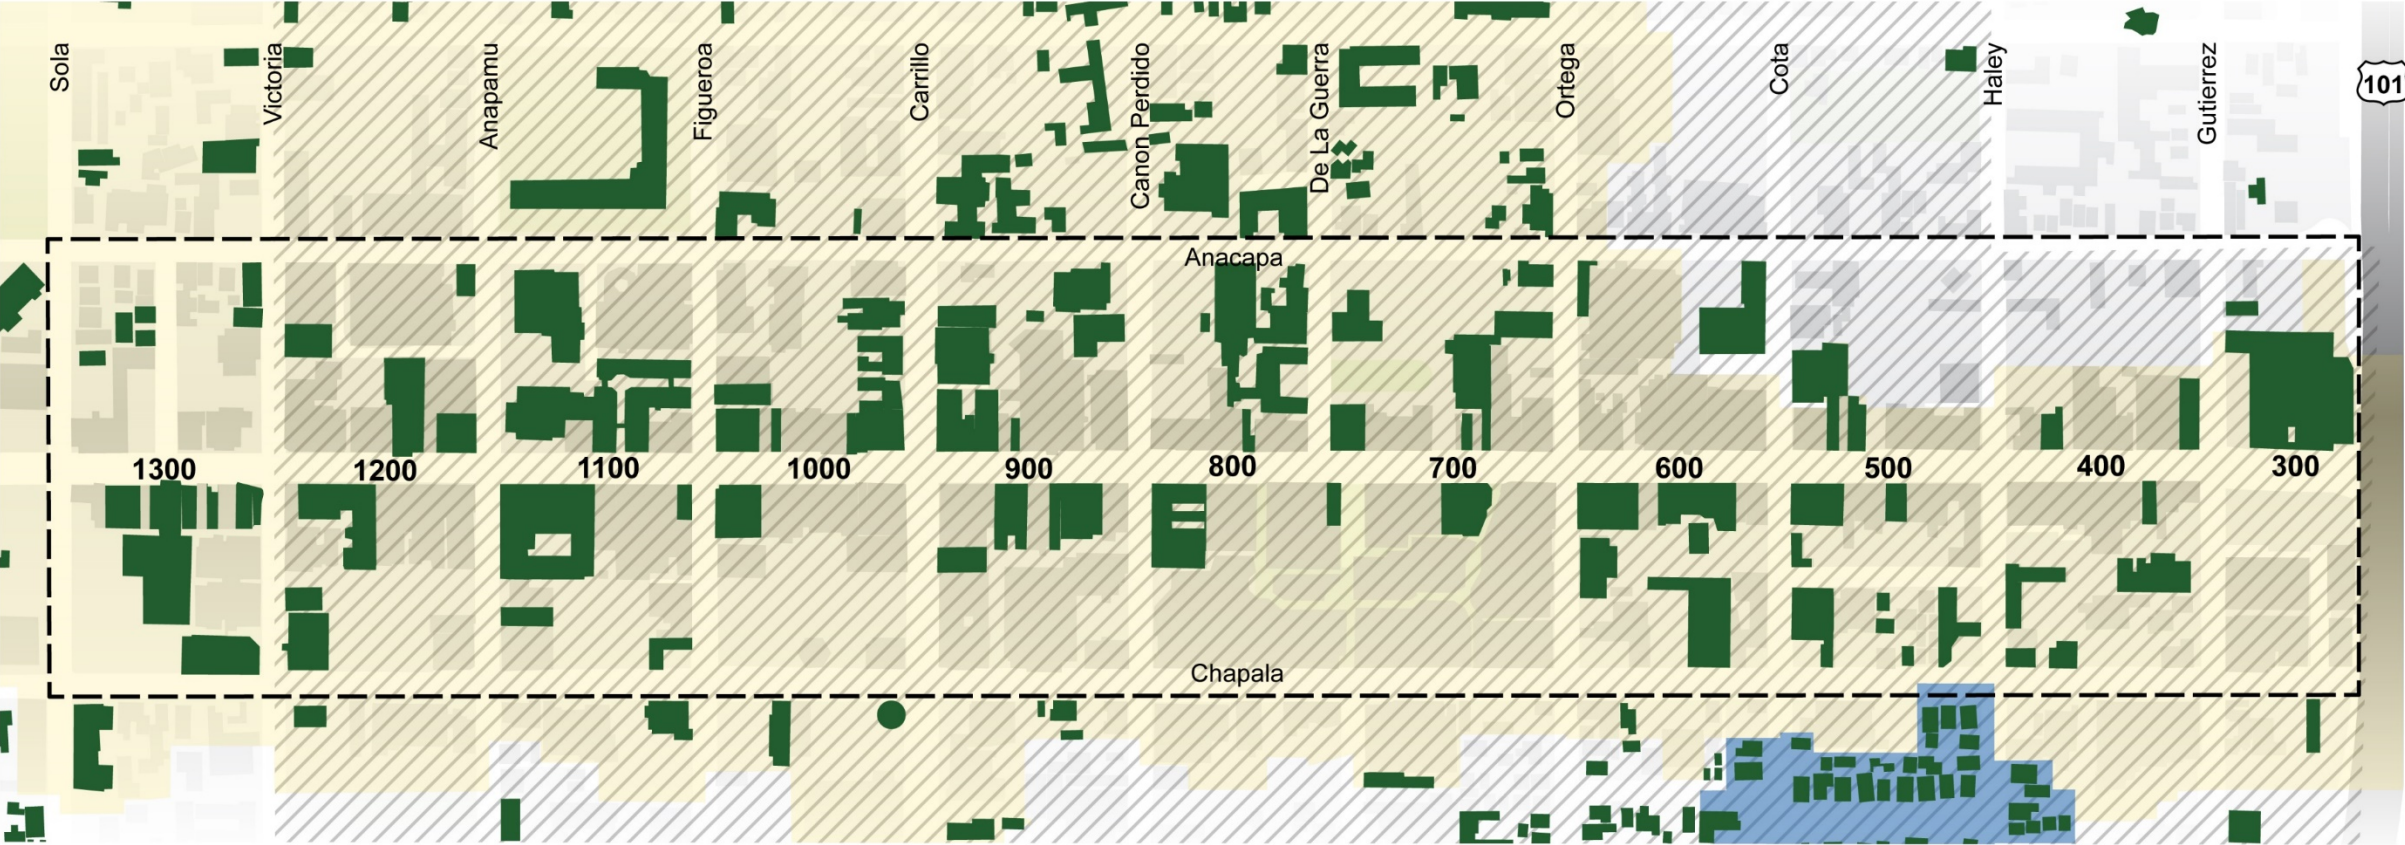 Sola
Victoria
Anapamu
Figueroa
Carrillo
Canon Perdido
De La Guerra
Ortega
Cota
Haley
Gutierrez
101
Anacapa
1300
1200
1100
1000
900
800
700
600
500
400
300
Chapala